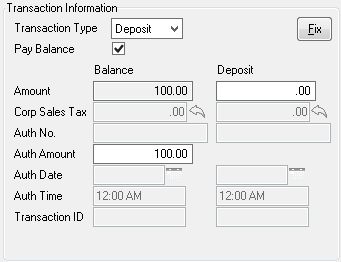 Transaction Information
Transaction Type Deposit Fix
Pay Balance
Balance Deposit
Amount 100.00 .00
Corp Sales Tax .00 .00
Auth No.
Auth Amount 100.00
Auth Date
Auth Time 12:00 AM 12:00 AM
Transaction ID